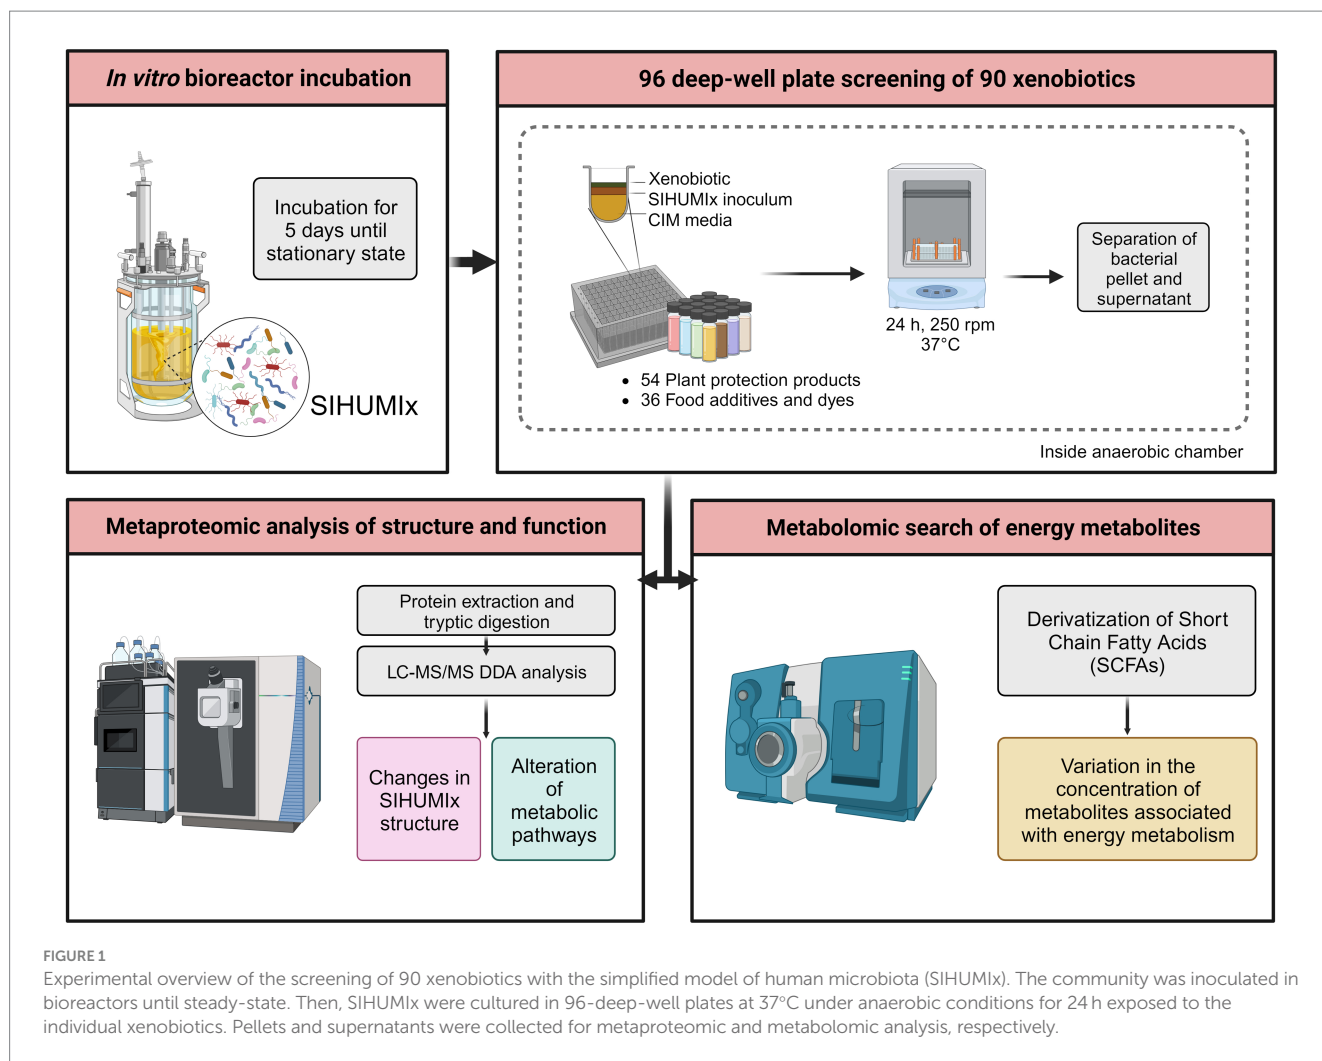 In vitro bioreactor incubation
Incubation for
5 days until
stationary state
SIHUMIx
96 deep-well plate screening of 90 xenobiotics
Xenobiotic
SIHUMIx inoculum
CIM media
• 54 Plant protection products
• 36 Food additives and dyes
24 h, 250 rpm
37°C
Separation of
bacterial
pellet and
supernatant
Inside anaerobic chamber
Metaproteomic analysis of structure and function
Protein extraction and
tryptic digestion
LC-MS/MS DDA analysis
Changes in
SIHUMIx
structure
Alteration
of
metabolic
pathways
Metabolomic search of energy metabolites
Derivatization of Short
Chain Fatty Acids
(SCFAs)
Variation in the
concentration of
metabolites associated
with energy metabolism
FIGURE 1
Experimental overview of the screening of 90 xenobiotics with the simplified model of human microbiota (SIHUMIx). The community was inoculated in
bioreactors until steady-state. Then, SIHUMIx were cultured in 96-deep-well plates at 37°C under anaerobic conditions for 24 h exposed to the
individual xenobiotics. Pellets and supernatants were collected for metaproteomic and metabolomic analysis, respectively.